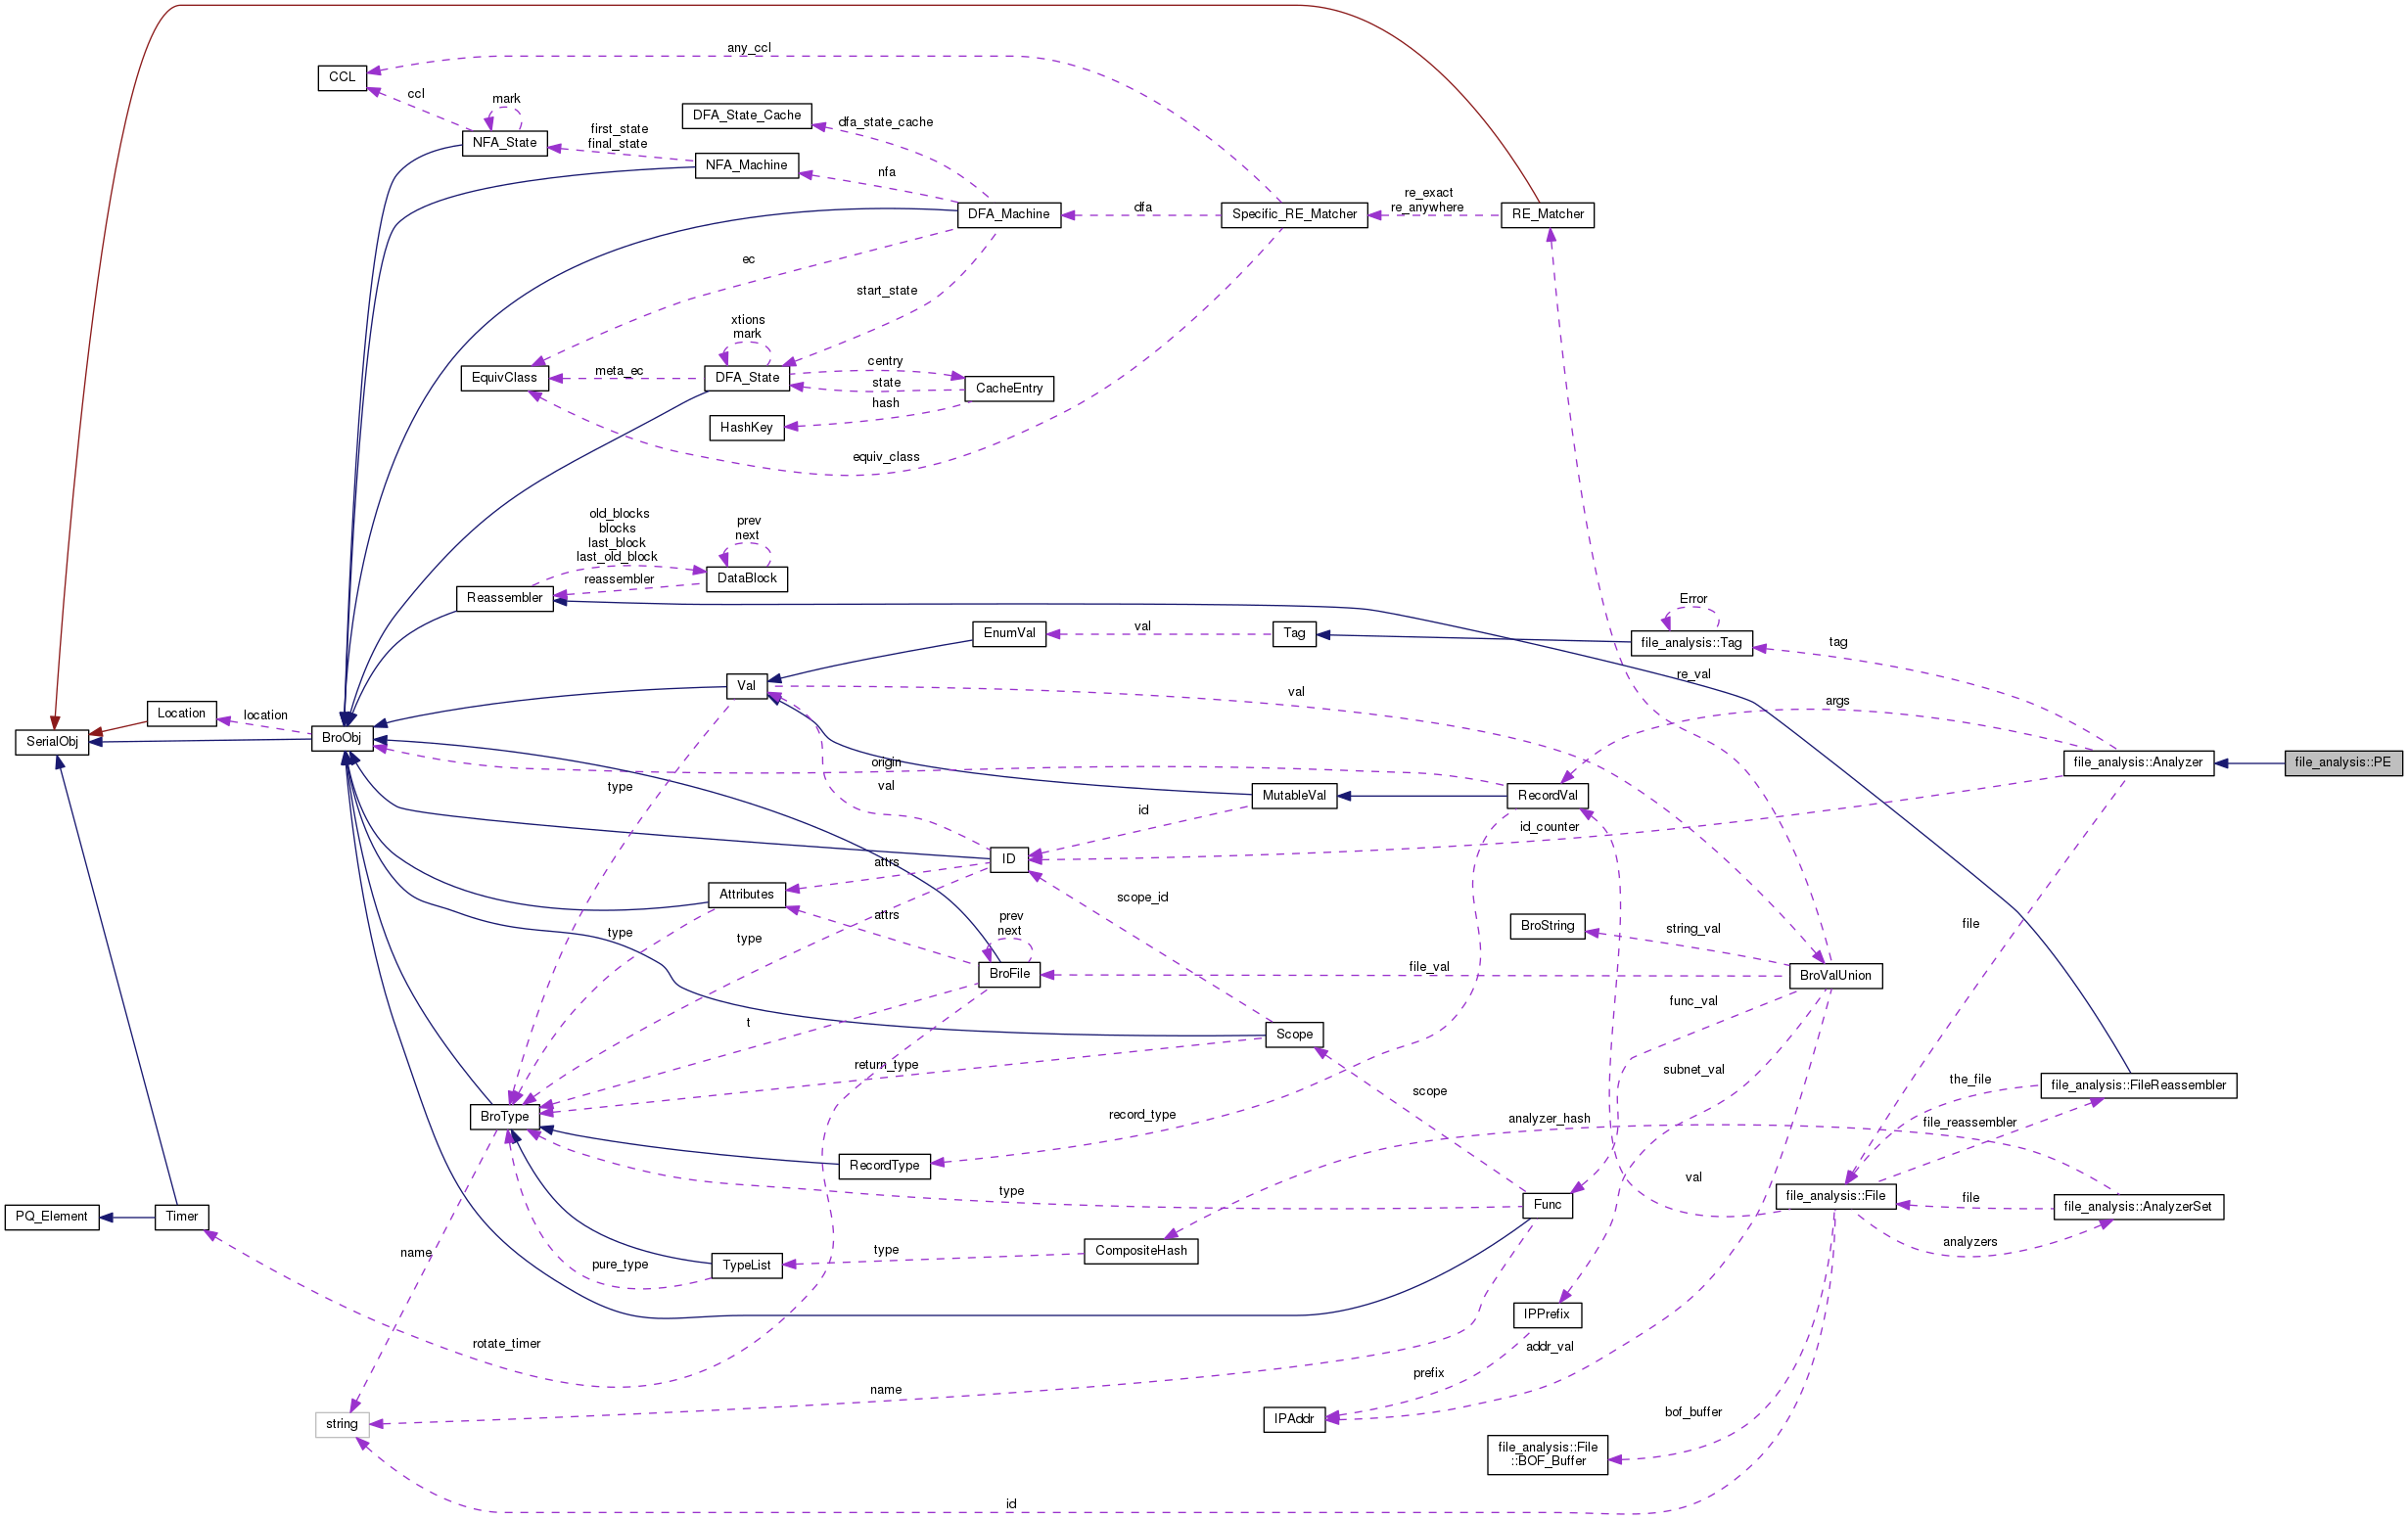 any_ccl
CCL
ccl
mark
DFA_State_Cache
dfa_state_cache
first_state
final_state
NFA_State
NFA_Machine
nfa
re_exact
re_anywhere
dfa
DFA_Machine
Specific_RE_Matcher
RE_Matcher
ec
start_state
xtions
mark
centry
meta_ec
EquivClass
DFA_State
state
CacheEntry
hash
HashKey
equiv_class
old_blocks
blocks
last_block
last_old_block
prev
next
DataBlock
reassembler
Reassembler
Error
EnumVal
val
Tag
file_analysis::Tag
tag
re_val
Val
val
args
Location
location
SerialObj
BroObj
origin
file_analysis::Analyzer
file_analysis::PE
type
val
MutableVal
RecordVal
id
id_counter
ID
attrs
Attributes
scope_id
attrs
prev
next
BroString
string_val
file
type
type
BroFile
file_val
BroValUnion
func_val
t
Scope
return_type
subnet_val
the_file
file_analysis::FileReassembler
scope
BroType
record_type
analyzer_hash
file_reassembler
RecordType
val
type
file_analysis::File
file
file_analysis::AnalyzerSet
Func
PQ_Element
Timer
name
type
CompositeHash
analyzers
pure_type
TypeList
IPPrefix
rotate_timer
addr_val
prefix
name
string
IPAddr
bof_buffer
file_analysis::File
::BOF_Buffer
id